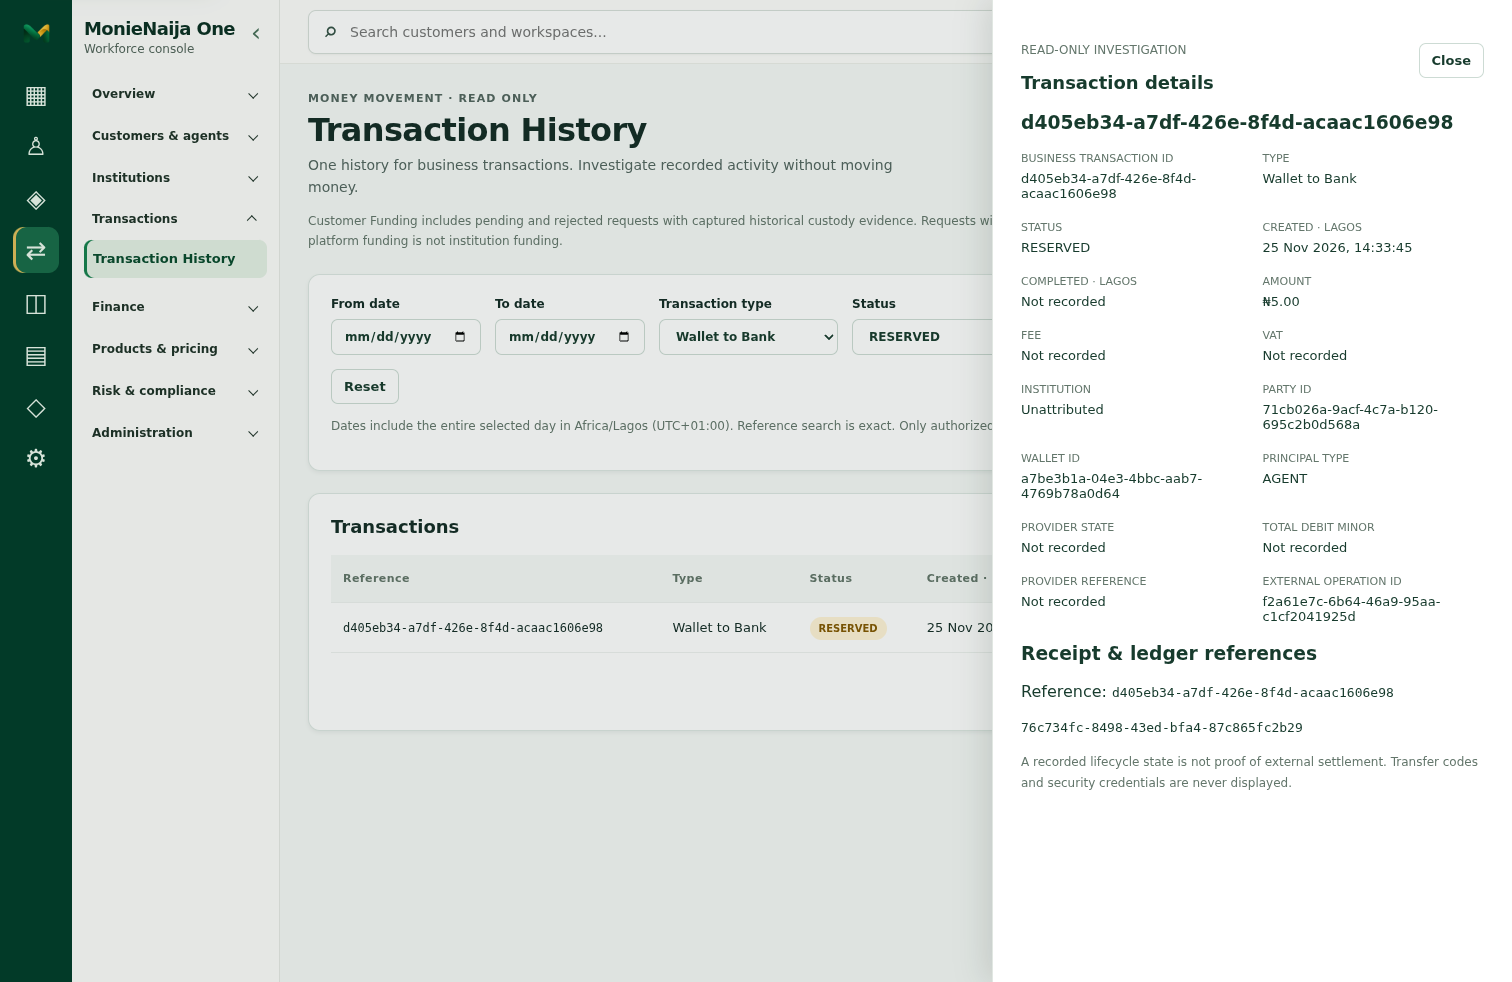 MonieNaija One
Workforce console
Overview
Customers & agents
Institutions
Transactions
Transaction History
Finance
Products & pricing
Risk & compliance
Administration
Search customers and workspaces...
MONEY MOVEMENT · READ ONLY
Transaction History
One history for business transactions. Investigate recorded activity without moving
money.
Customer Funding includes pending and rejected requests with captured historical custody evidence. Requests
platform funding is not institution funding.
From date
To date
Transaction type
Status
mm/dd/yyyy
mm/dd/yyyy
Wallet to Bank
RESERVED
Reset
Dates include the entire selected day in Africa/Lagos (UTC+01:00). Reference search is exact. Only authorized
Transactions
Reference Type Status Created ·
d405eb34-a7df-426e-8f4d-acaac1606e98 Wallet to Bank RESERVED 25 Nov 20
READ-ONLY INVESTIGATION
Close
Transaction details
d405eb34-a7df-426e-8f4d-acaac1606e98
BUSINESS TRANSACTION ID
d405eb34-a7df-426e-8f4d-
acaac1606e98
TYPE
Wallet to Bank
STATUS
RESERVED
CREATED · LAGOS
25 Nov 2026, 14:33:45
COMPLETED · LAGOS
Not recorded
AMOUNT
₦5.00
FEE
Not recorded
VAT
Not recorded
INSTITUTION
Unattributed
PARTY ID
71cb026a-9acf-4c7a-b120-
695c2b0d568a
WALLET ID
a7be3b1a-04e3-4bbc-aab7-
4769b78a0d64
PRINCIPAL TYPE
AGENT
PROVIDER STATE
Not recorded
TOTAL DEBIT MINOR
Not recorded
PROVIDER REFERENCE
Not recorded
EXTERNAL OPERATION ID
f2a61e7c-6b64-46a9-95aa-
c1cf2041925d
Receipt & ledger references
Reference: d405eb34-a7df-426e-8f4d-acaac1606e98
76c734fc-8498-43ed-bfa4-87c865fc2b29
A recorded lifecycle state is not proof of external settlement. Transfer codes
and security credentials are never displayed.